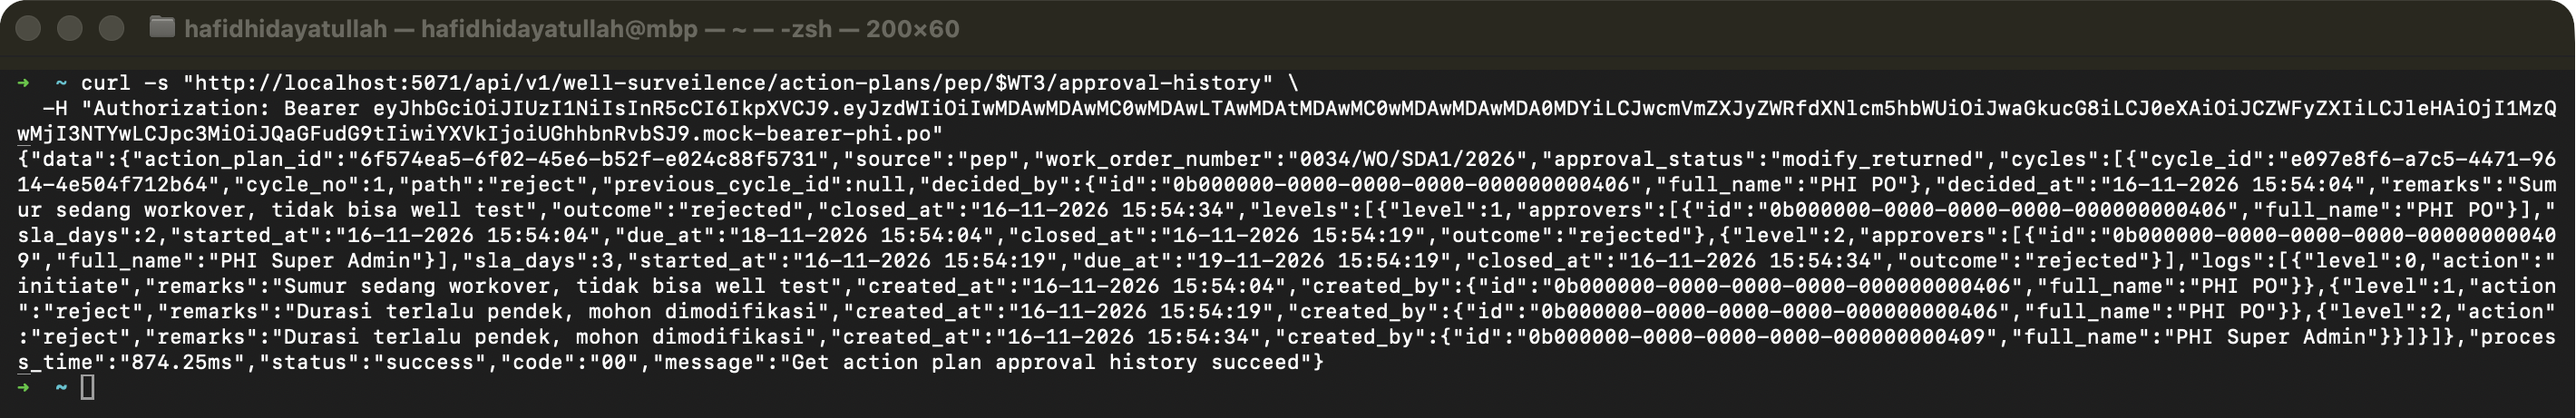 hafidhidayatullah — hafidhidayatullah@mbp — ~ — -zsh — 200×60
➜  ~ curl -s "http://localhost:5071/api/v1/well-surveilence/action-plans/pep/$WT3/approval-history" \
  -H "Authorization: Bearer eyJhbGciOiJIUzI1NiIsInR5cCI6IkpXVCJ9.eyJzdWIiOiIwMDAwMDAwMC0wMDAwLTAwMDAtMDAwMC0wMDAwMDAwMDA0MDYiLCJwcmVmZXJyZWRfdXNlcm5hbWUiOiJwaGkucG8iLCJ0eXAiOiJCZWFyZXIiLCJleHAiOjI1MzQ
wMjI3NTYwLCJpc3MiOiJQaGFudG9tIiwiYXVkIjoiUGhhbnRvbSJ9.mock-bearer-phi.po"
{"data":{"action_plan_id":"6f574ea5-6f02-45e6-b52f-e024c88f5731","source":"pep","work_order_number":"0034/WO/SDA1/2026","approval_status":"modify_returned","cycles":[{"cycle_id":"e097e8f6-a7c5-4471-96
14-4e504f712b64","cycle_no":1,"path":"reject","previous_cycle_id":null,"decided_by":{"id":"0b000000-0000-0000-0000-000000000406","full_name":"PHI PO"},"decided_at":"16-11-2026 15:54:04","remarks":"Sum
ur sedang workover, tidak bisa well test","outcome":"rejected","closed_at":"16-11-2026 15:54:34","levels":[{"level":1,"approvers":[{"id":"0b000000-0000-0000-0000-000000000406","full_name":"PHI PO"}],"
sla_days":2,"started_at":"16-11-2026 15:54:04","due_at":"18-11-2026 15:54:04","closed_at":"16-11-2026 15:54:19","outcome":"rejected"},{"level":2,"approvers":[{"id":"0b000000-0000-0000-0000-00000000040
9","full_name":"PHI Super Admin"}],"sla_days":3,"started_at":"16-11-2026 15:54:19","due_at":"19-11-2026 15:54:19","closed_at":"16-11-2026 15:54:34","outcome":"rejected"}],"logs":[{"level":0,"action":"
initiate","remarks":"Sumur sedang workover, tidak bisa well test","created_at":"16-11-2026 15:54:04","created_by":{"id":"0b000000-0000-0000-0000-000000000406","full_name":"PHI PO"}},{"level":1,"action
":"reject","remarks":"Durasi terlalu pendek, mohon dimodifikasi","created_at":"16-11-2026 15:54:19","created_by":{"id":"0b000000-0000-0000-0000-000000000406","full_name":"PHI PO"}},{"level":2,"action"
:"reject","remarks":"Durasi terlalu pendek, mohon dimodifikasi","created_at":"16-11-2026 15:54:34","created_by":{"id":"0b000000-0000-0000-0000-000000000409","full_name":"PHI Super Admin"}}]}]},"proces
s_time":"874.25ms","status":"success","code":"00","message":"Get action plan approval history succeed"}
➜  ~